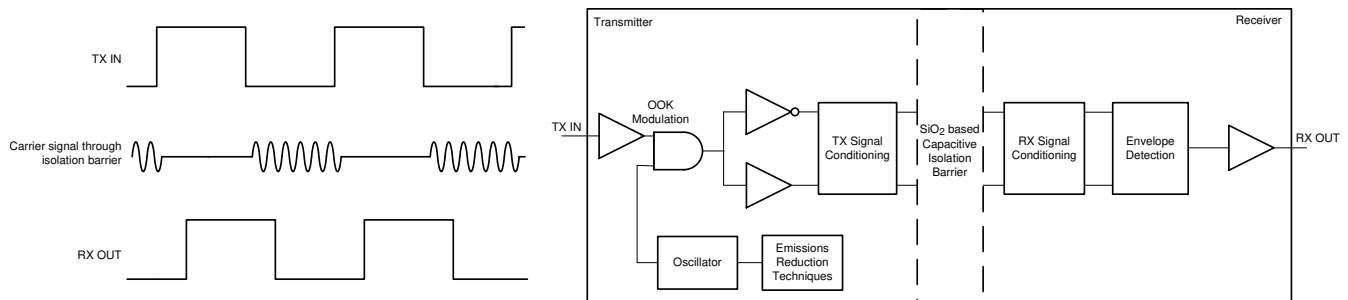 TX IN
Carrier signal through
isolation barrier
RX OUT
Transmitter
Receiver
TX IN
OOK
Modulation
TX Signal
Conditioning
SiO2 based
Capacitive
Isolation
Barrier
RX Signal
Conditioning
Envelope
Detection
RX OUT
Oscillator
Emissions
Reduction
Techniques